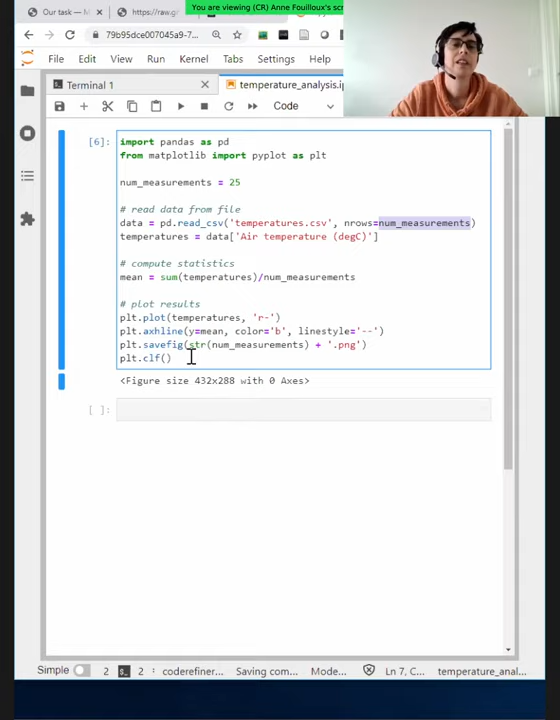 You are viewing (CR) Anne Fouilloux's scr
Our task — M
https://raw.g
79b95dce007045a9-7...
File Edit View Run Kernel Tabs Settings Help
Terminal 1
temperature_analysis.ip
Code
[6]:
import pandas as pd
from matplotlib import pyplot as plt
num_measurements = 25
# read data from file
data = pd.read_csv('temperatures.csv', nrows=num_measurements)
temperatures = data['Air temperature (degC)']
# compute statistics
mean = sum(temperatures)/num_measurements
# plot results
plt.plot(temperatures, 'r-')
plt.axhline(y=mean, color='b', linestyle='--')
plt.savefig(str(num_measurements) + '.png')
plt.clf()
<Figure size 432x288 with 0 Axes>
[ ]:
Simple 2 2 coderefiner... Saving com... Mode... Ln 7, C... temperature_anal...